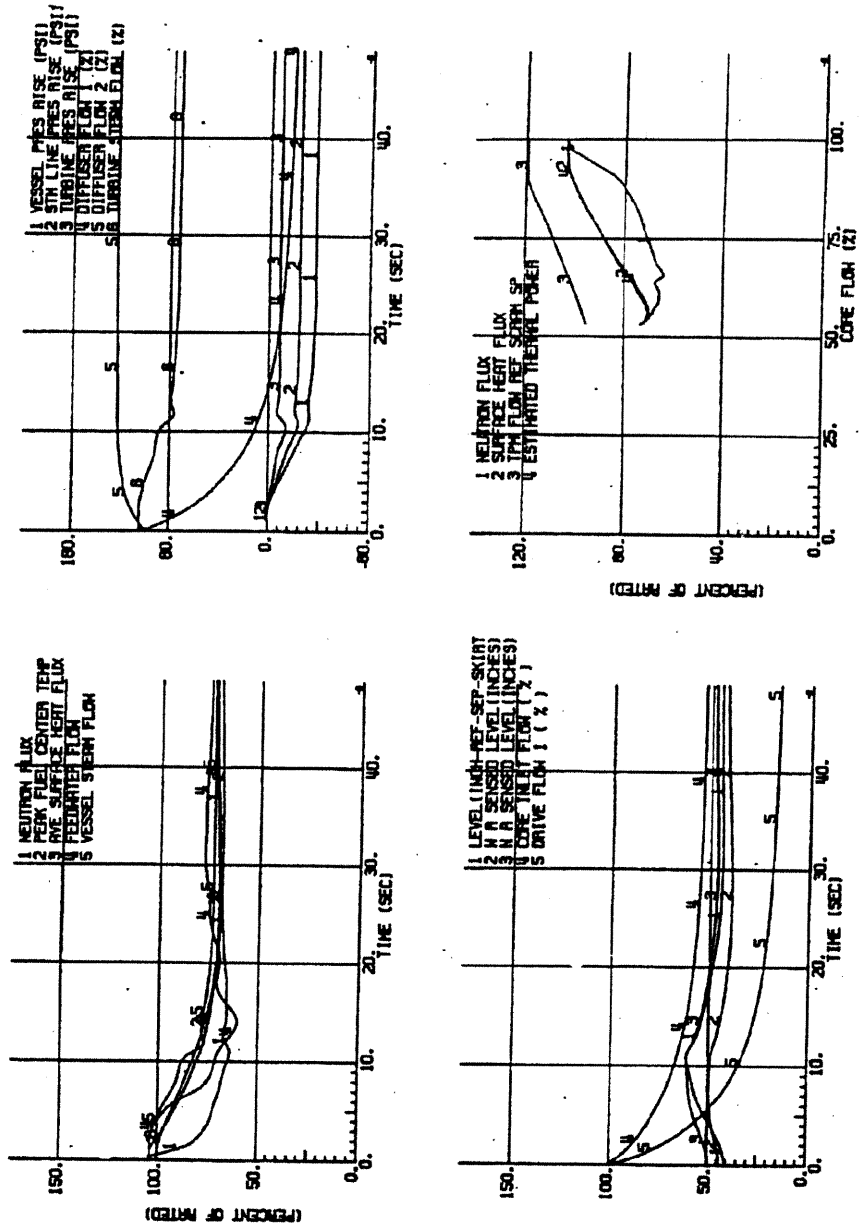 1 NEUTRON FLUX
2 PEAK FUEL CENTER TEMP
3 AVE SURFACE HEAT FLUX
4 FEEDWATER FLOW
5 VESSEL STEAM FLOW
150.
100.
50.
0.
(PERCENT OF RATED)
0.
10.
20.
30.
40.
TIME (SEC)
1 VESSEL PRES RISE (PSI)
2 STM LINE PRES RISE (PSI)
3 TURBINE PRES RISE (PSI)
4 DIFFUSER FLOW 1 (%)
5 DIFFUSER FLOW 2 (%)
6 TURBINE STEAM FLOW (%)
160.
80.
0.
-80.
0.
10.
20.
30.
40.
TIME (SEC)
1 LEVEL(INCH-REF-SEP-SKIRT
2 W R SENSED LEVEL(INCHES)
3 N R SENSED LEVEL(INCHES)
4 CORE INLET FLOW (%)
5 DRIVE FLOW 1 (%)
150.
100.
50.
0.
0.
10.
20.
30.
40.
TIME (SEC)
1 NEUTRON FLUX
2 SURFACE HEAT FLUX
3 TPM FLOW REF SCRAM SP
4 ESTIMATED THERMAL POWER
120.
80.
40.
0.
(PERCENT OF RATED)
0.
25.
50.
75.
100.
CORE FLOW (%)